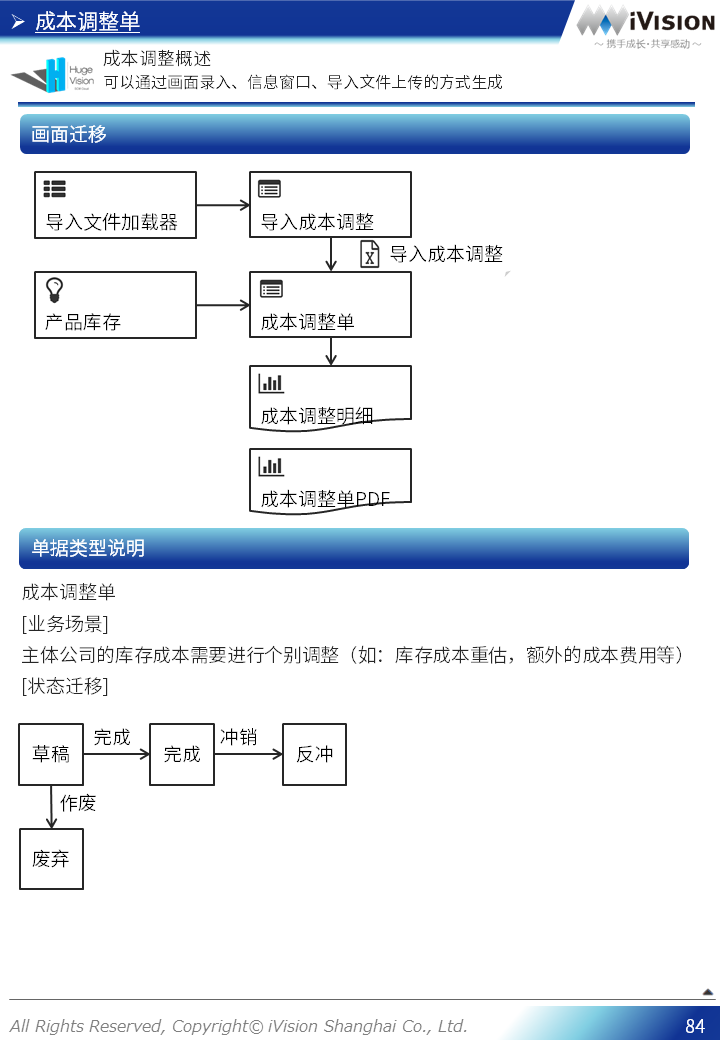 成本调整单
iVISION
～ 携手成长·共享感动 ～
Huge
Vision
成本调整概述
可以通过画面录入、信息窗口、导入文件上传的方式生成
画面迁移
导入文件加载器
导入成本调整
X 导入成本调整
产品库存
成本调整单
成本调整明细
成本调整单PDF
单据类型说明
成本调整单
[业务场景]
主体公司的库存成本需要进行个别调整（如：库存成本重估，额外的成本费用等）
[状态迁移]
草稿
完成
完成
冲销
反冲
作废
废弃
All Rights Reserved, Copyright© iVision Shanghai Co., Ltd.
84